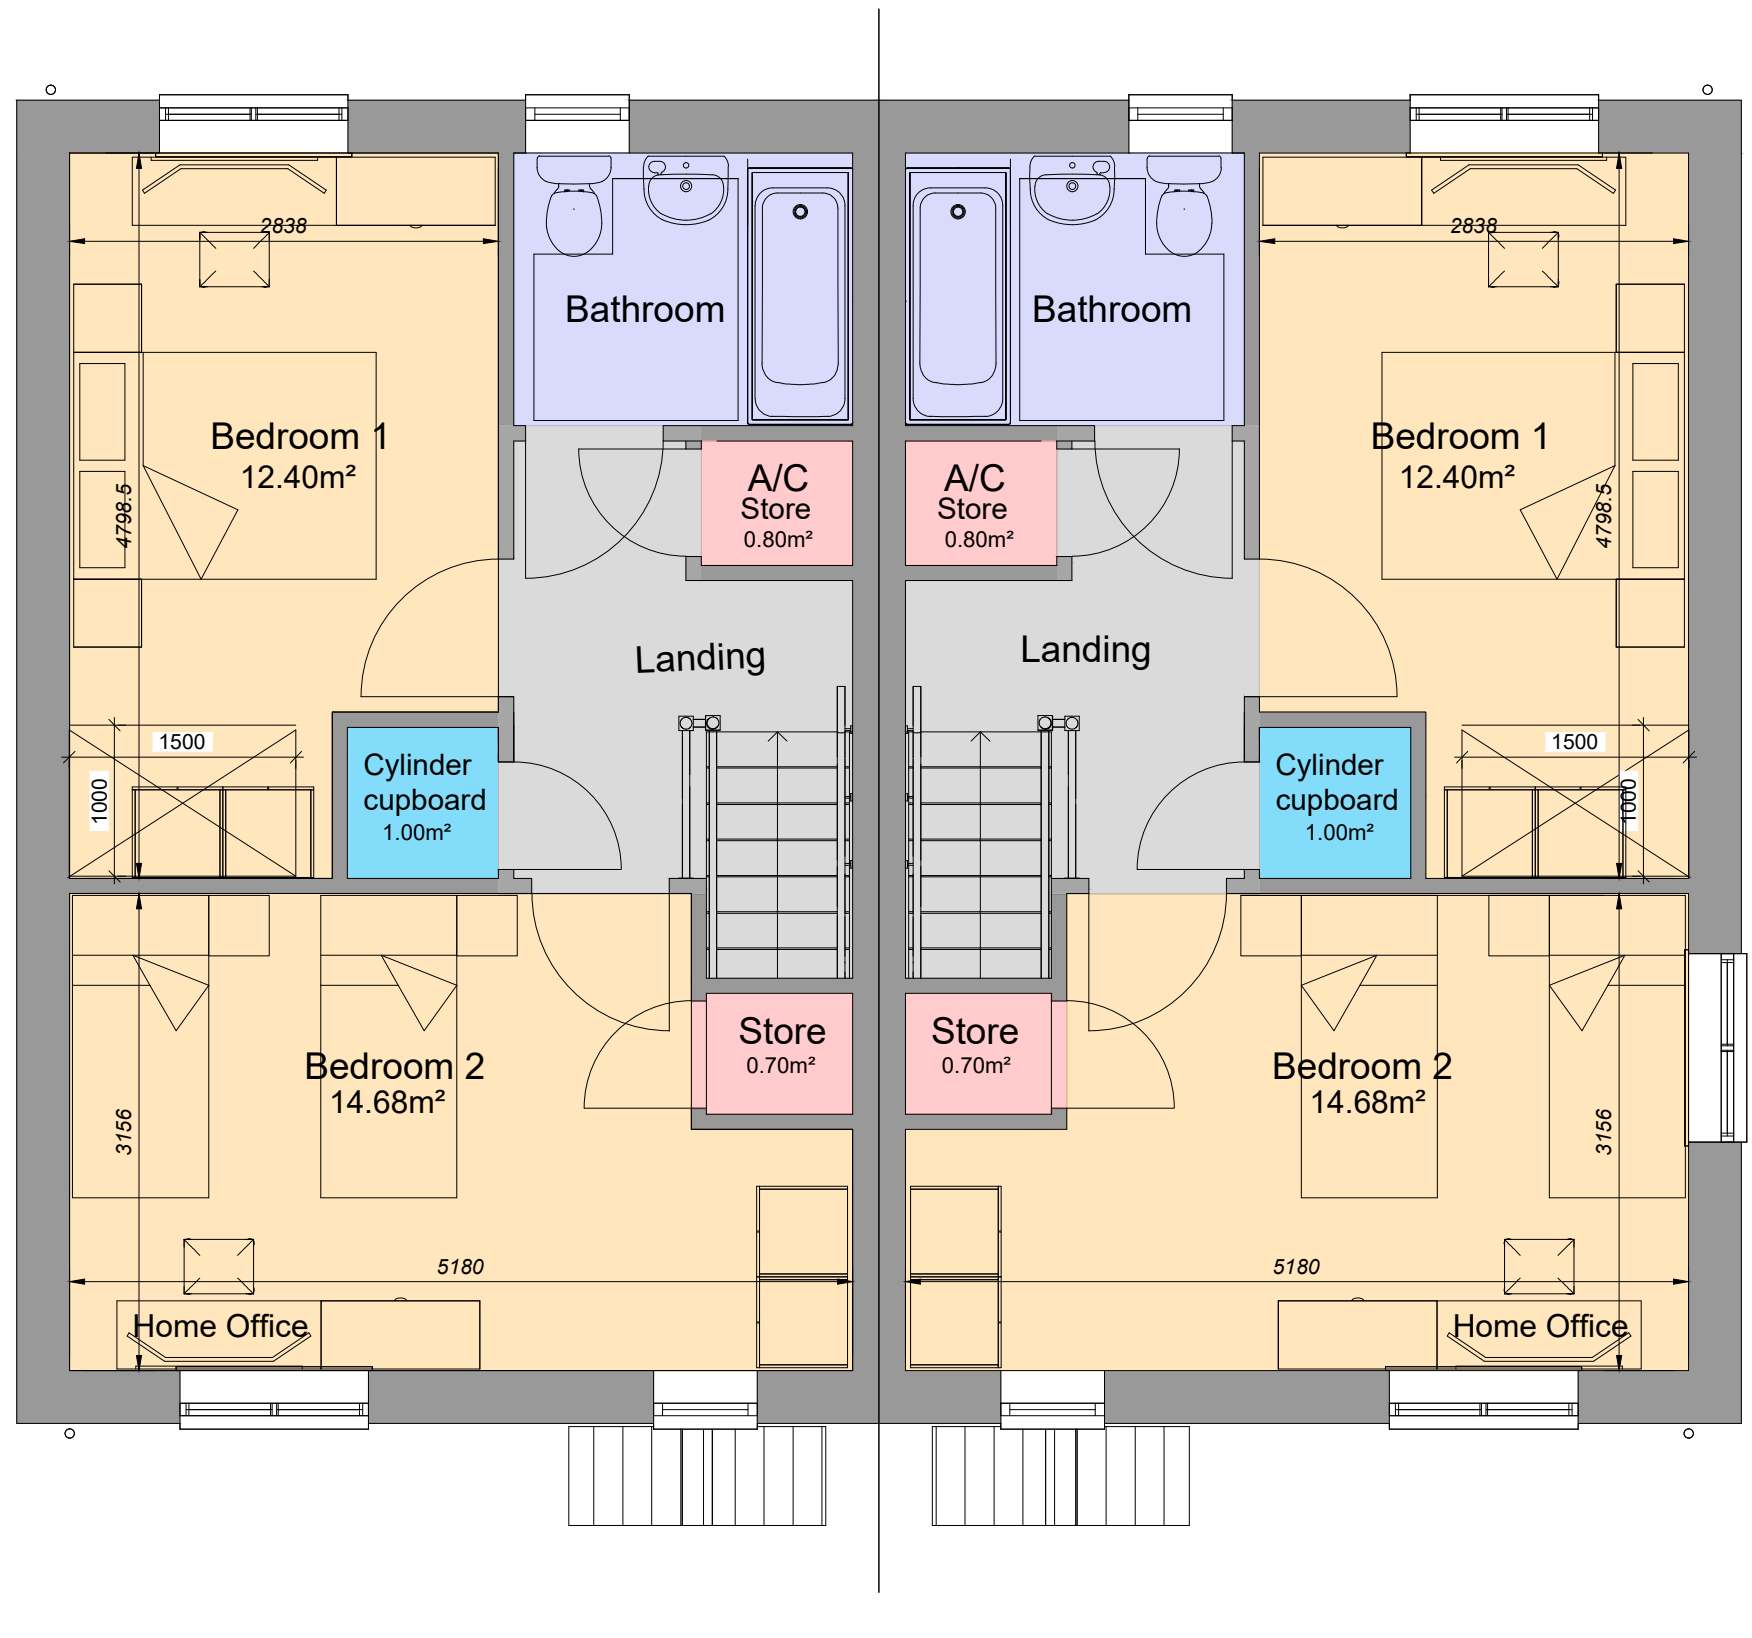 2838
2838
Bathroom
Bathroom
Bedroom 1
12.40m²
4798.5
A/C
Store
0.80m²
A/C
Store
0.80m²
Bedroom 1
12.40m²
4798.5
Landing
Landing
1500
1000
Cylinder
cupboard
1.00m²
Cylinder
cupboard
1.00m²
1500
1000
Bedroom 2
14.68m²
3156
Store
0.70m²
Store
0.70m²
Bedroom 2
14.68m²
3156
5180
5180
Home Office
Home Office